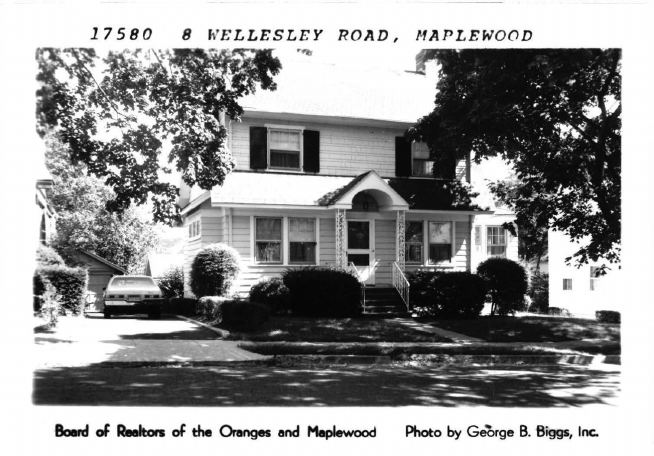 17580 8 WELLESLEY ROAD, MAPLEWOOD
Board of Realtors of the Oranges and Maplewood Photo by George B. Biggs, Inc.